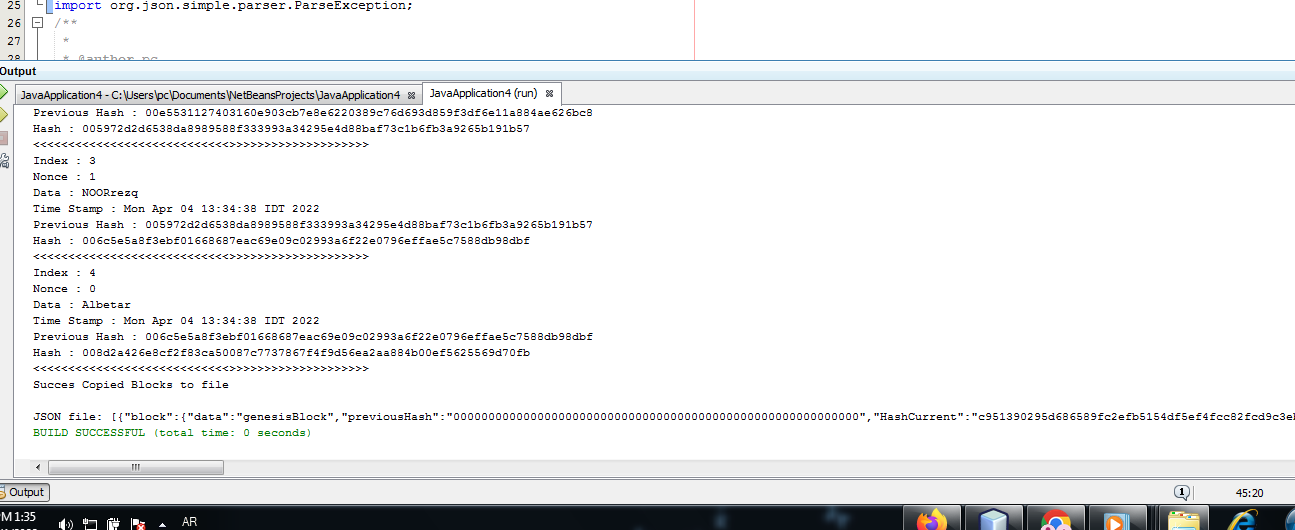 25 import org.json.simple.parser.ParseException;
26 /**
27 *
28 * @author pc
Output
JavaApplication4 - C:\Users\pc\Documents\NetBeansProjects\JavaApplication4
JavaApplication4 (run)
Previous Hash : 00e5531127403160e903cb7e8e6220389c76d693d859f3df6e11a884ae626bc8
Hash : 005972d2d6538da8989588f333993a34295e4d88baf73c1b6fb3a9265b191b57
<<<<<<<<<<<<<<<<<<<<<<<<<<<<>>>>>>>>>>>>>>>>>>>>
Index : 3
Nonce : 1
Data : NOORrezq
Time Stamp : Mon Apr 04 13:34:38 IDT 2022
Previous Hash : 005972d2d6538da8989588f333993a34295e4d88baf73c1b6fb3a9265b191b57
Hash : 006c5e5a8f3ebf01668687eac69e09c02993a6f22e0796effae5c7588db98dbf
<<<<<<<<<<<<<<<<<<<<<<<<<<<<>>>>>>>>>>>>>>>>>>>>
Index : 4
Nonce : 0
Data : Albetar
Time Stamp : Mon Apr 04 13:34:38 IDT 2022
Previous Hash : 006c5e5a8f3ebf01668687eac69e09c02993a6f22e0796effae5c7588db98dbf
Hash : 008d2a426e8cf2f83ca50087c7737867f4f9d56ea2aa884b00ef5625569d70fb
<<<<<<<<<<<<<<<<<<<<<<<<<<<<>>>>>>>>>>>>>>>>>>>>
Succes Copied Blocks to file
JSON file: [{"block":{"data":"genesisBlock","previousHash":"0000000000000000000000000000000000000000000000000000000000","HashCurrent":"c951390295d686589fc2efb5154df5ef4fcc82fcd9c3e
BUILD SUCCESSFUL (total time: 0 seconds)
Output
1
45:20
PM 1:35
AR